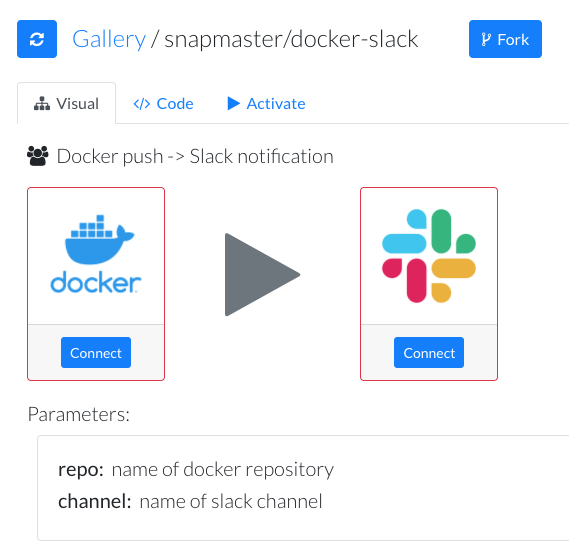 Gallery / snapmaster/docker-slack
Fork
Visual
Code
Activate
Docker push -> Slack notification
docker
Connect
Connect
Parameters:
repo: name of docker repository
channel: name of slack channel